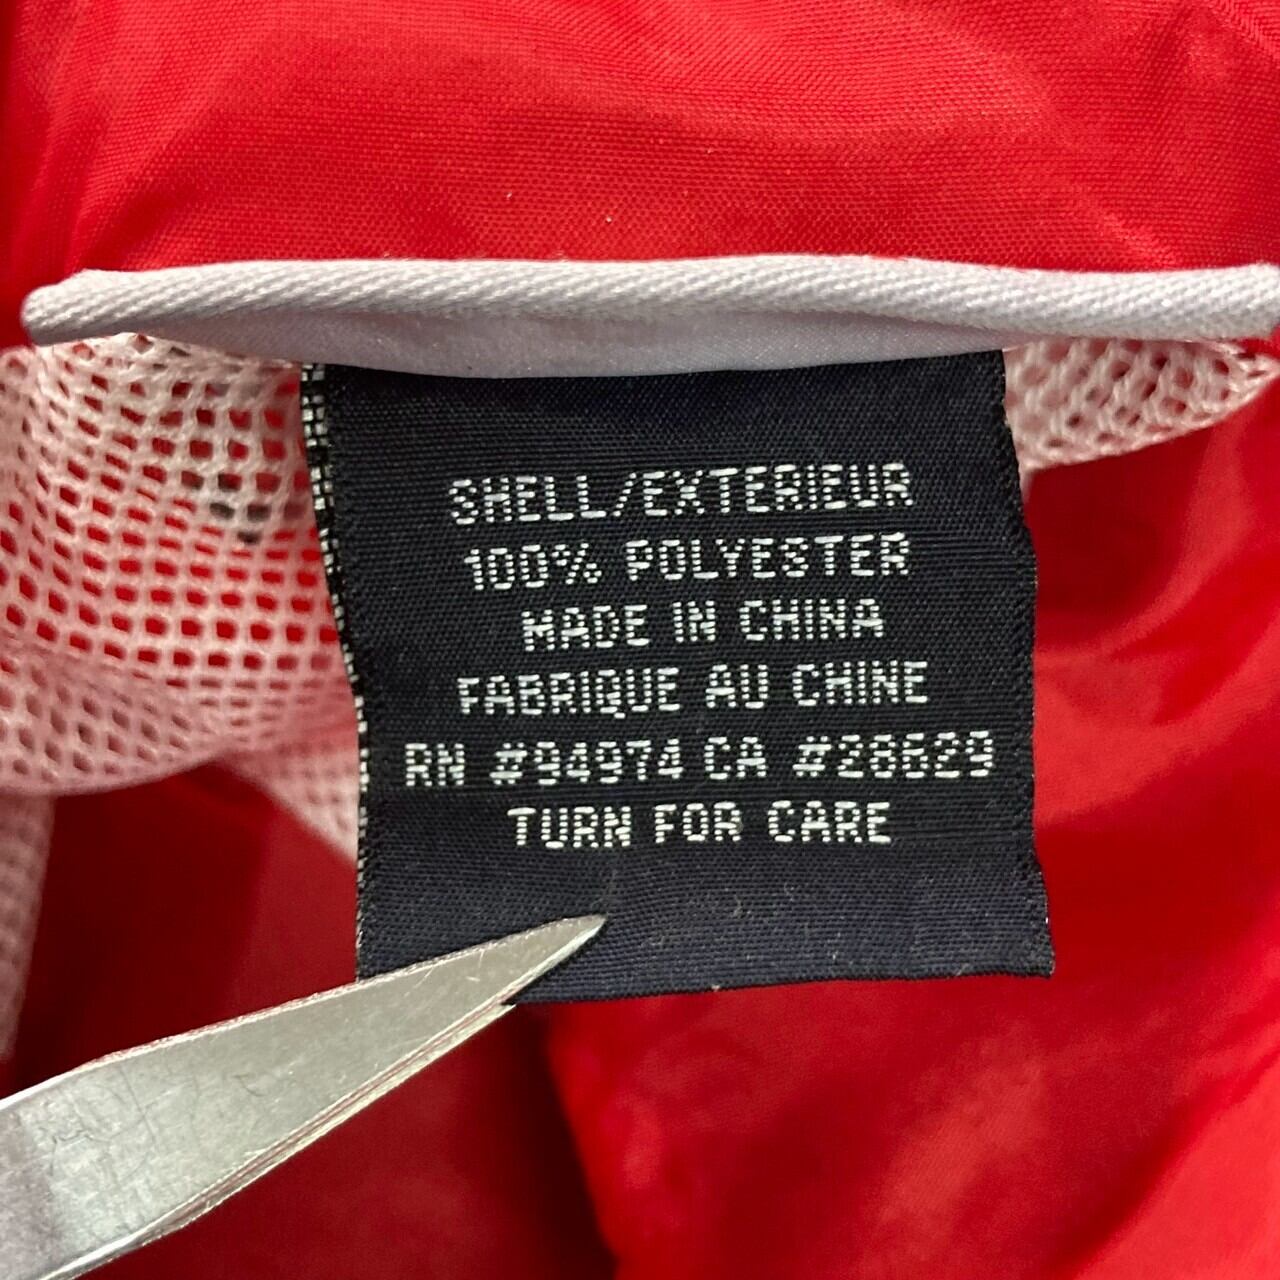 SHELL/EXTERIEUR
100% POLYESTER
MADE IN CHINA
FABRIQUE AU CHINE
RN #94974 CA #28629
TURN FOR CARE